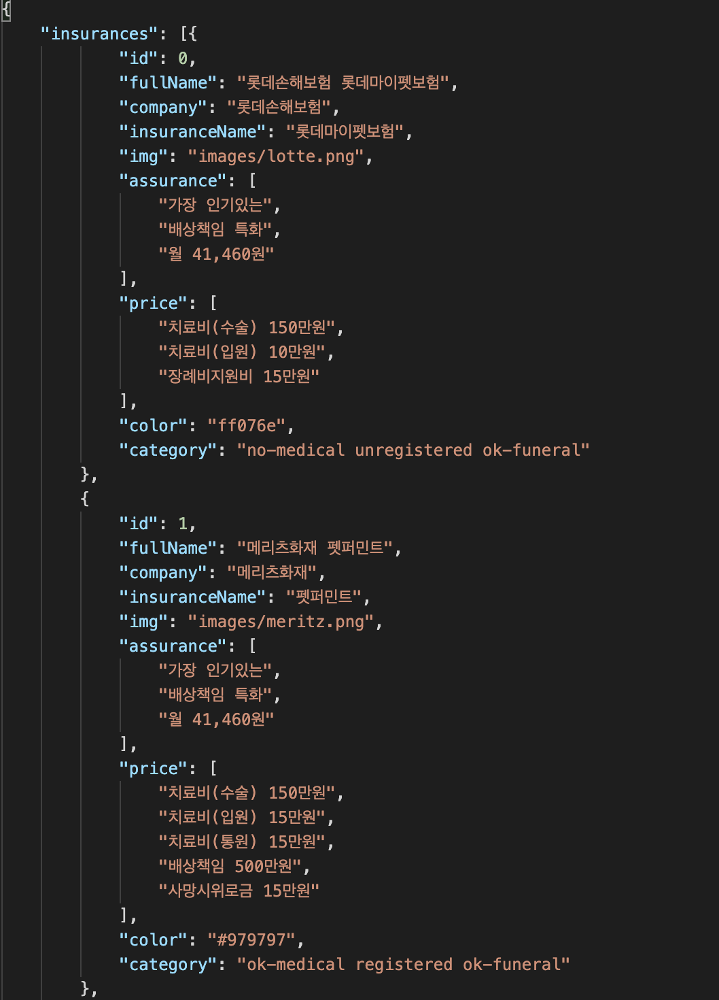 {
"insurances": [{
"id": 0,
"fullName": "롯데손해보험 롯데마이펫보험",
"company": "롯데손해보험",
"insuranceName": "롯데마이펫보험",
"img": "images/lotte.png",
"assurance": [
"가장 인기있는",
"배상책임 특화",
"월 41,460원"
],
"price": [
"치료비(수술) 150만원",
"치료비(입원) 10만원",
"장례비지원비 15만원"
],
"color": "ff076e",
"category": "no-medical unregistered ok-funeral"
},
{
"id": 1,
"fullName": "메리츠화재 펫퍼민트",
"company": "메리츠화재",
"insuranceName": "펫퍼민트",
"img": "images/meritz.png",
"assurance": [
"가장 인기있는",
"배상책임 특화",
"월 41,460원"
],
"price": [
"치료비(수술) 150만원",
"치료비(입원) 15만원",
"치료비(통원) 15만원",
"배상책임 500만원",
"사망시위로금 15만원"
],
"color": "#979797",
"category": "ok-medical registered ok-funeral"
},